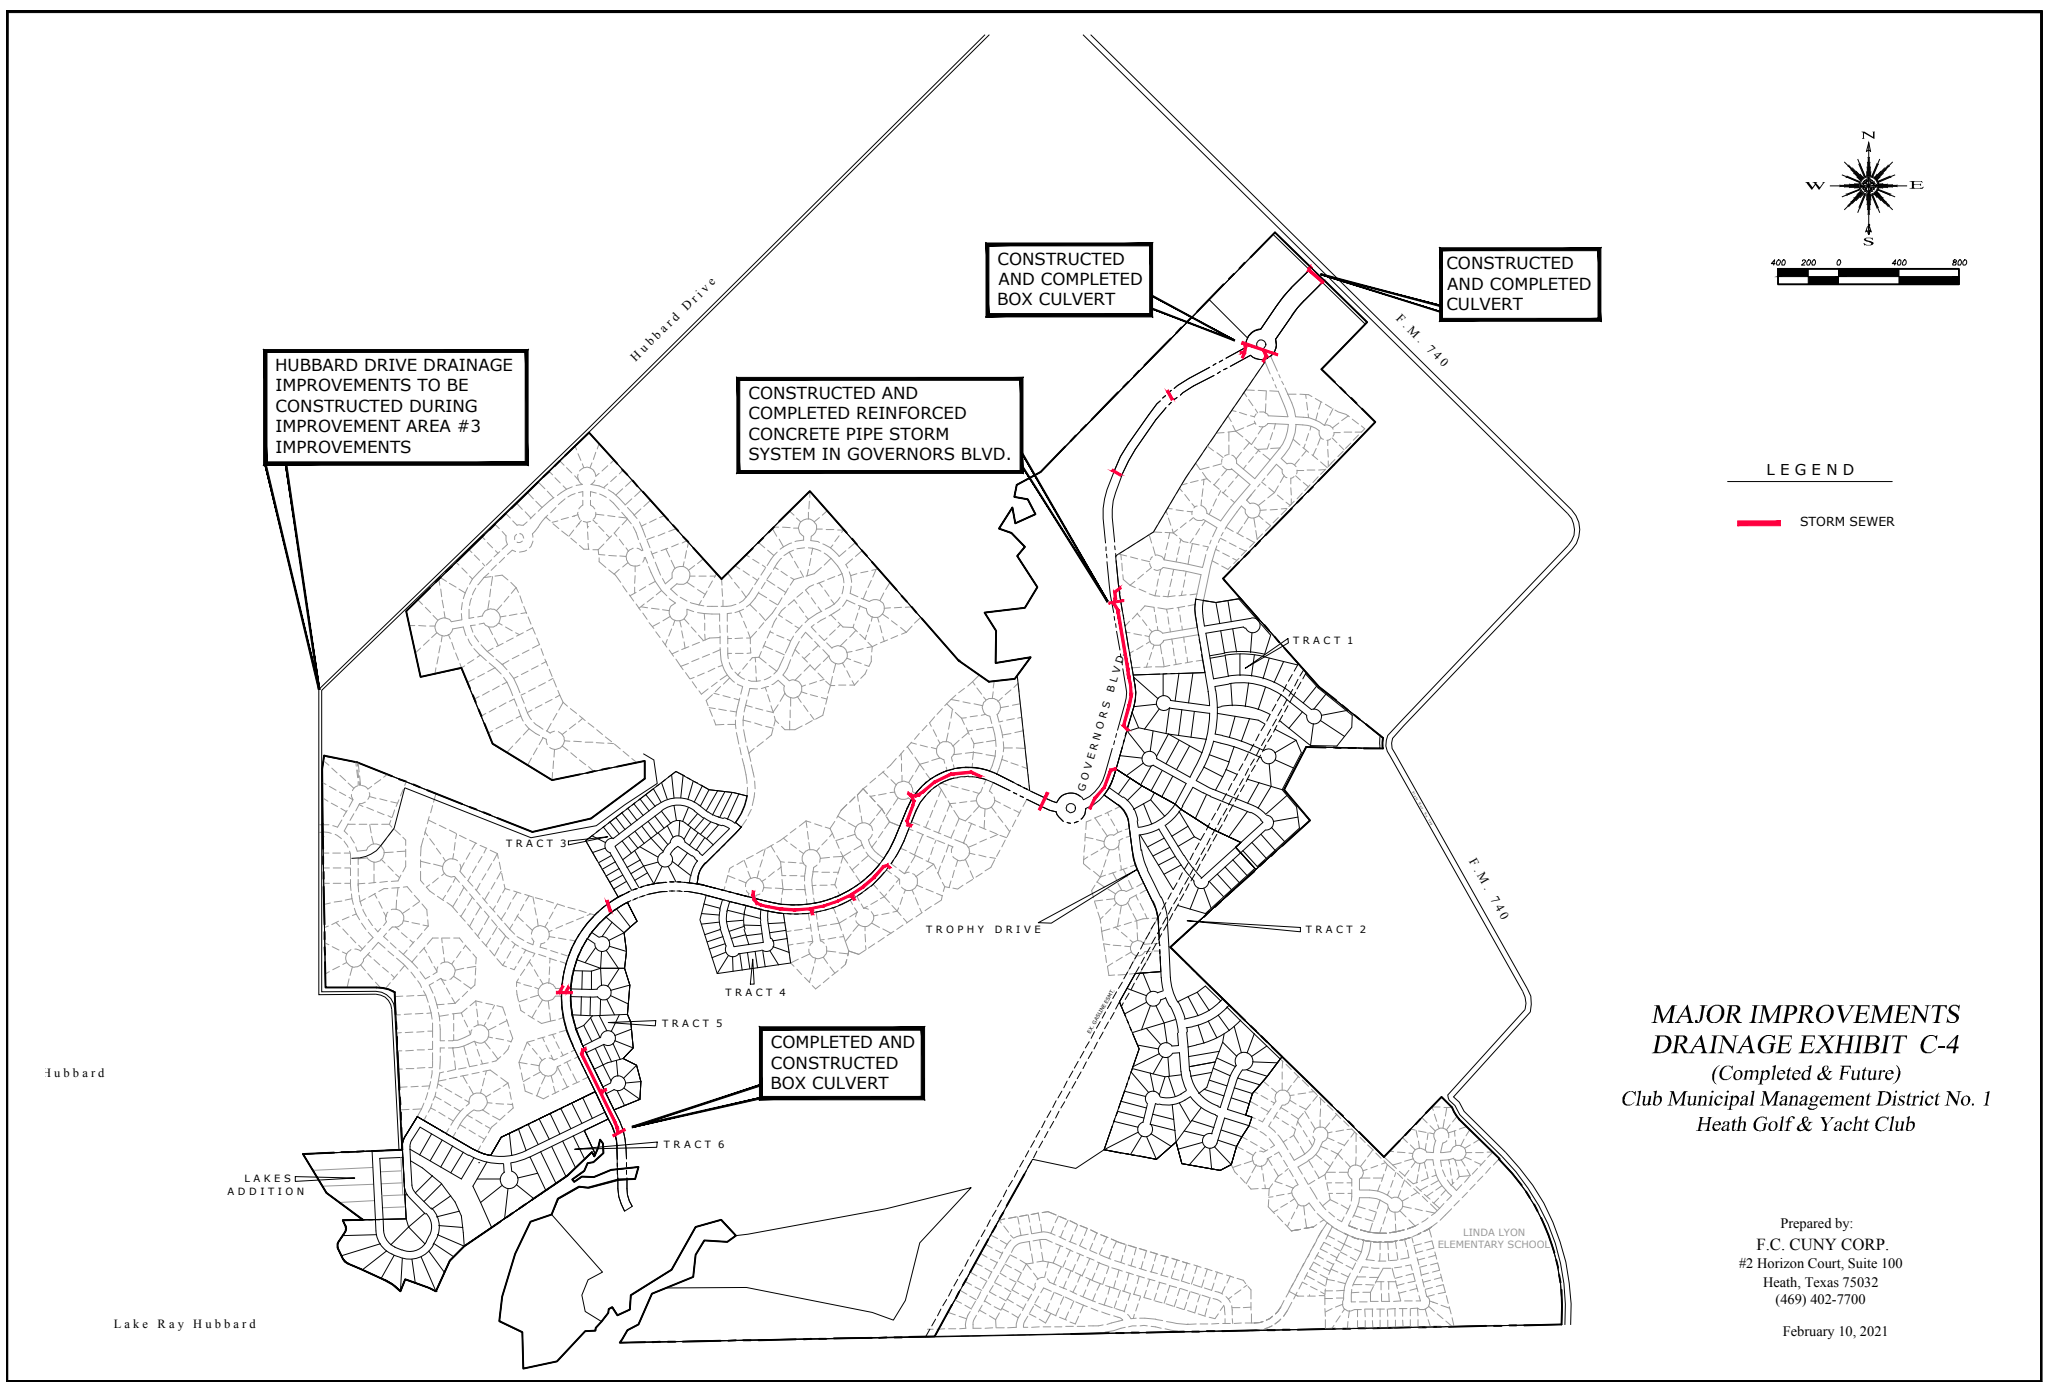 N
W E
S
400 200 0 400 800
CONSTRUCTED
AND COMPLETED
BOX CULVERT
CONSTRUCTED
AND COMPLETED
CULVERT
Hubbard Drive
F.M. 740
HUBBARD DRIVE DRAINAGE
IMPROVEMENTS TO BE
CONSTRUCTED DURING
IMPROVEMENT AREA #3
IMPROVEMENTS
CONSTRUCTED AND
COMPLETED REINFORCED
CONCRETE PIPE STORM
SYSTEM IN GOVERNORS BLVD.
LEGEND
STORM SEWER
TRACT 1
GOVERNORS BLVD
TRACT 3
F.M. 740
TROPHY DRIVE
TRACT 2
TRACT 4
EX. GASLINE ESMT.
TRACT 5
COMPLETED AND
CONSTRUCTED
BOX CULVERT
Hubbard
TRACT 6
LAKES
ADDITION
LINDA LYON
ELEMENTARY SCHOOL
Lake Ray Hubbard
MAJOR IMPROVEMENTS
DRAINAGE EXHIBIT C-4
(Completed & Future)
Club Municipal Management District No. 1
Heath Golf & Yacht Club
Prepared by:
F.C. CUNY CORP.
#2 Horizon Court, Suite 100
Heath, Texas 75032
(469) 402-7700
February 10, 2021